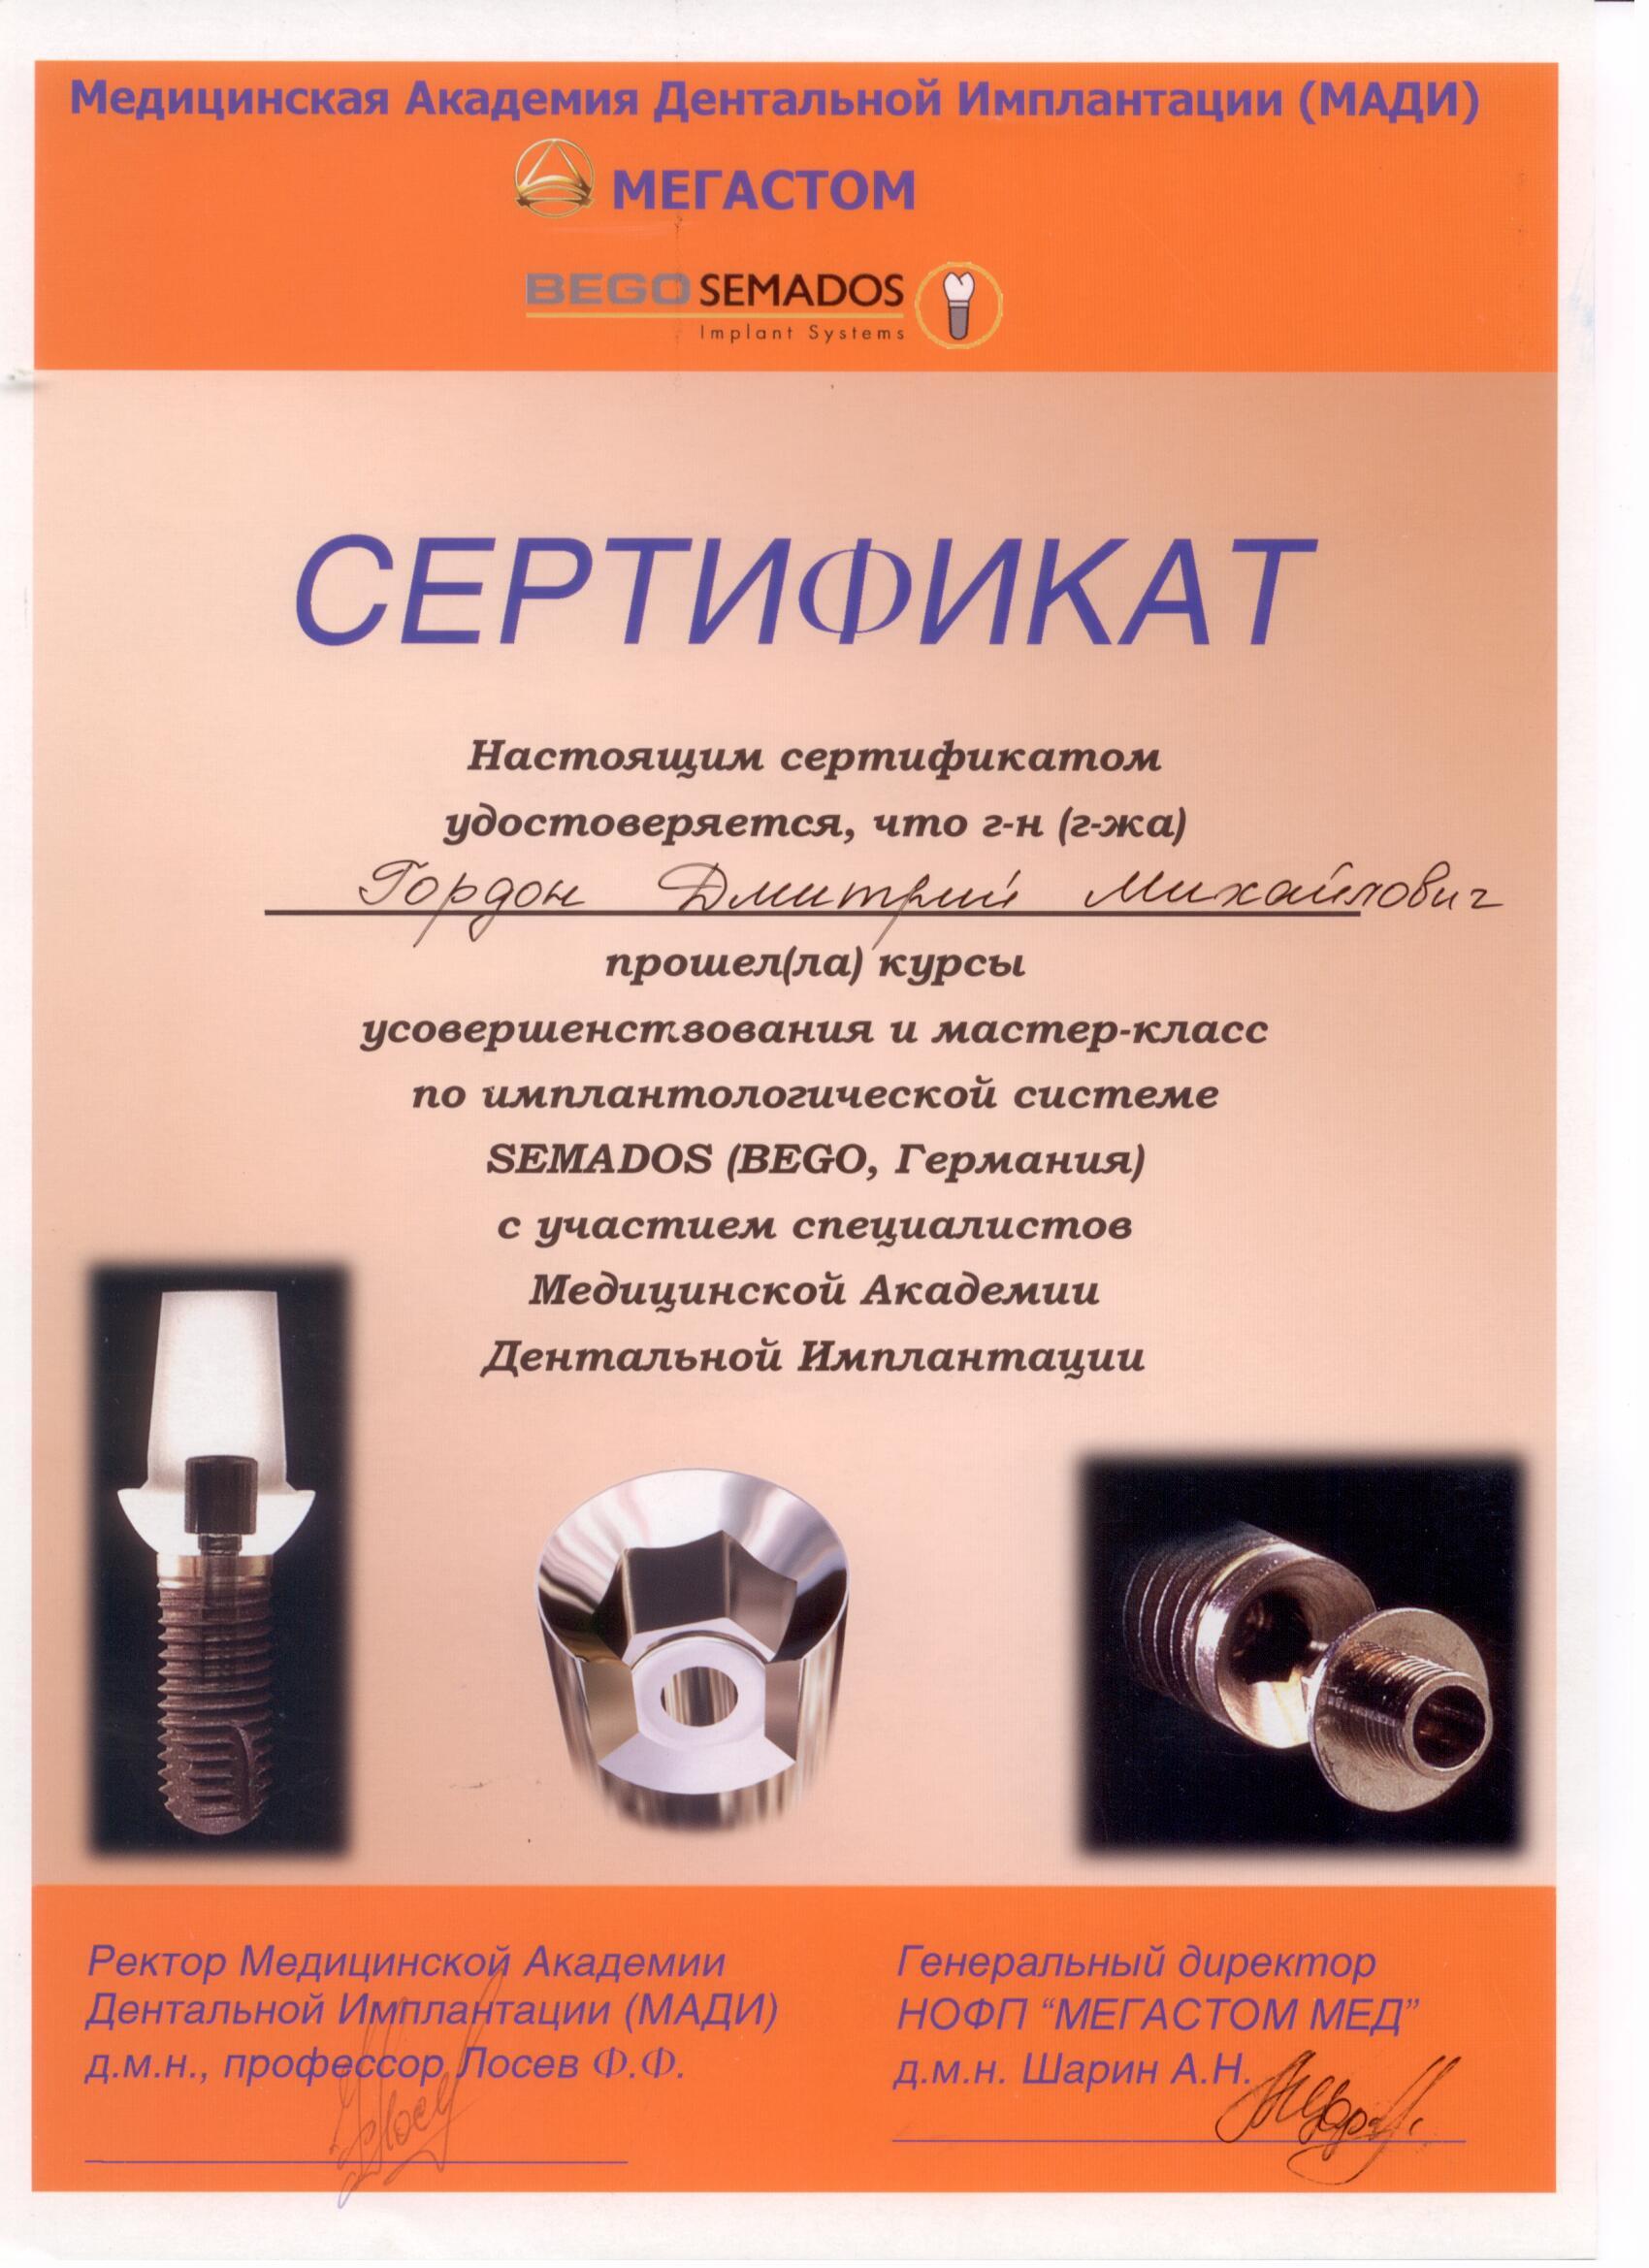 Медицинская Академия Дентальной Имплантации (МАДИ)
МЕГАСТОМ
BEGO SEMADOS
Implant Systems
СЕРТИФИКАТ
Настоящим сертификатом
удостоверяется, что г-н (г-жа)
Гордон Дмитрий Михайлович
прошел(ла) курсы
усовершенствования и мастер-класс
по имплантологической системе
SEMADOS (BEGO, Германия)
с участием специалистов
Медицинской Академии
Дентальной Имплантации
Ректор Медицинской Академии
Дентальной Имплантации (МАДИ)
д.м.н., профессор Лосев Ф.Ф.
Генеральный директор
НОФП “МЕГАСТОМ МЕД”
д.м.н. Шарин А.Н.